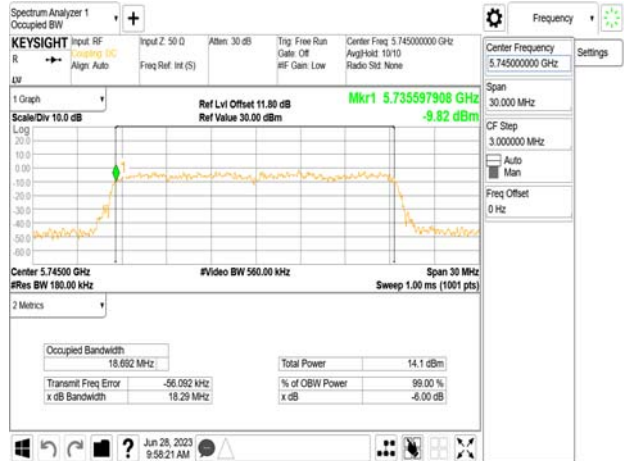 Spectrum Analyzer 1
Occupied BW
Frequency
KEYSIGHT Input: RF Input Z: 50 Ω Atten: 30 dB Trig: Free Run Center Freq: 5.745000000 GHz
R Coupling: DC Gate: Off Avg|Hold: 10/10
Align: Auto Freq Ref: Int (S) #IF Gain: Low Radio Std: None
Center Frequency
5.745000000 GHz
Settings
Span
30.000 MHz
CF Step
3.000000 MHz
Auto
Man
Freq Offset
0 Hz
1 Graph
Ref Lvl Offset 11.80 dB
Mkr1 5.735597908 GHz
Scale/Div 10.0 dB
Ref Value 30.00 dBm
-9.82 dBm
Log
20.0
10.0
0.00
-10.0
-20.0
-30.0
-40.0
-50.0
-60.0
1
Center 5.74500 GHz #Video BW 560.00 kHz Span 30 MHz
#Res BW 180.00 kHz Sweep 1.00 ms (1001 pts)
2 Metrics
Occupied Bandwidth
18.692 MHz
Total Power 14.1 dBm
Transmit Freq Error -56.092 kHz
% of OBW Power 99.00 %
x dB Bandwidth 18.29 MHz
x dB -6.00 dB
Jun 28, 2023
9:58:21 AM